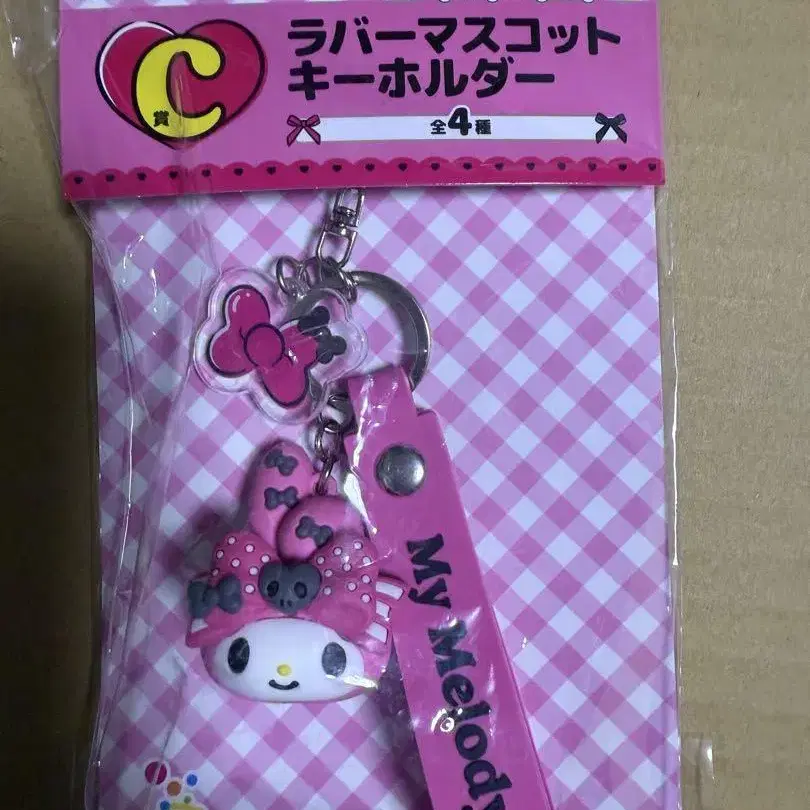 C
賞
ラバーマスコット
キーホルダー
全4種
My Melody